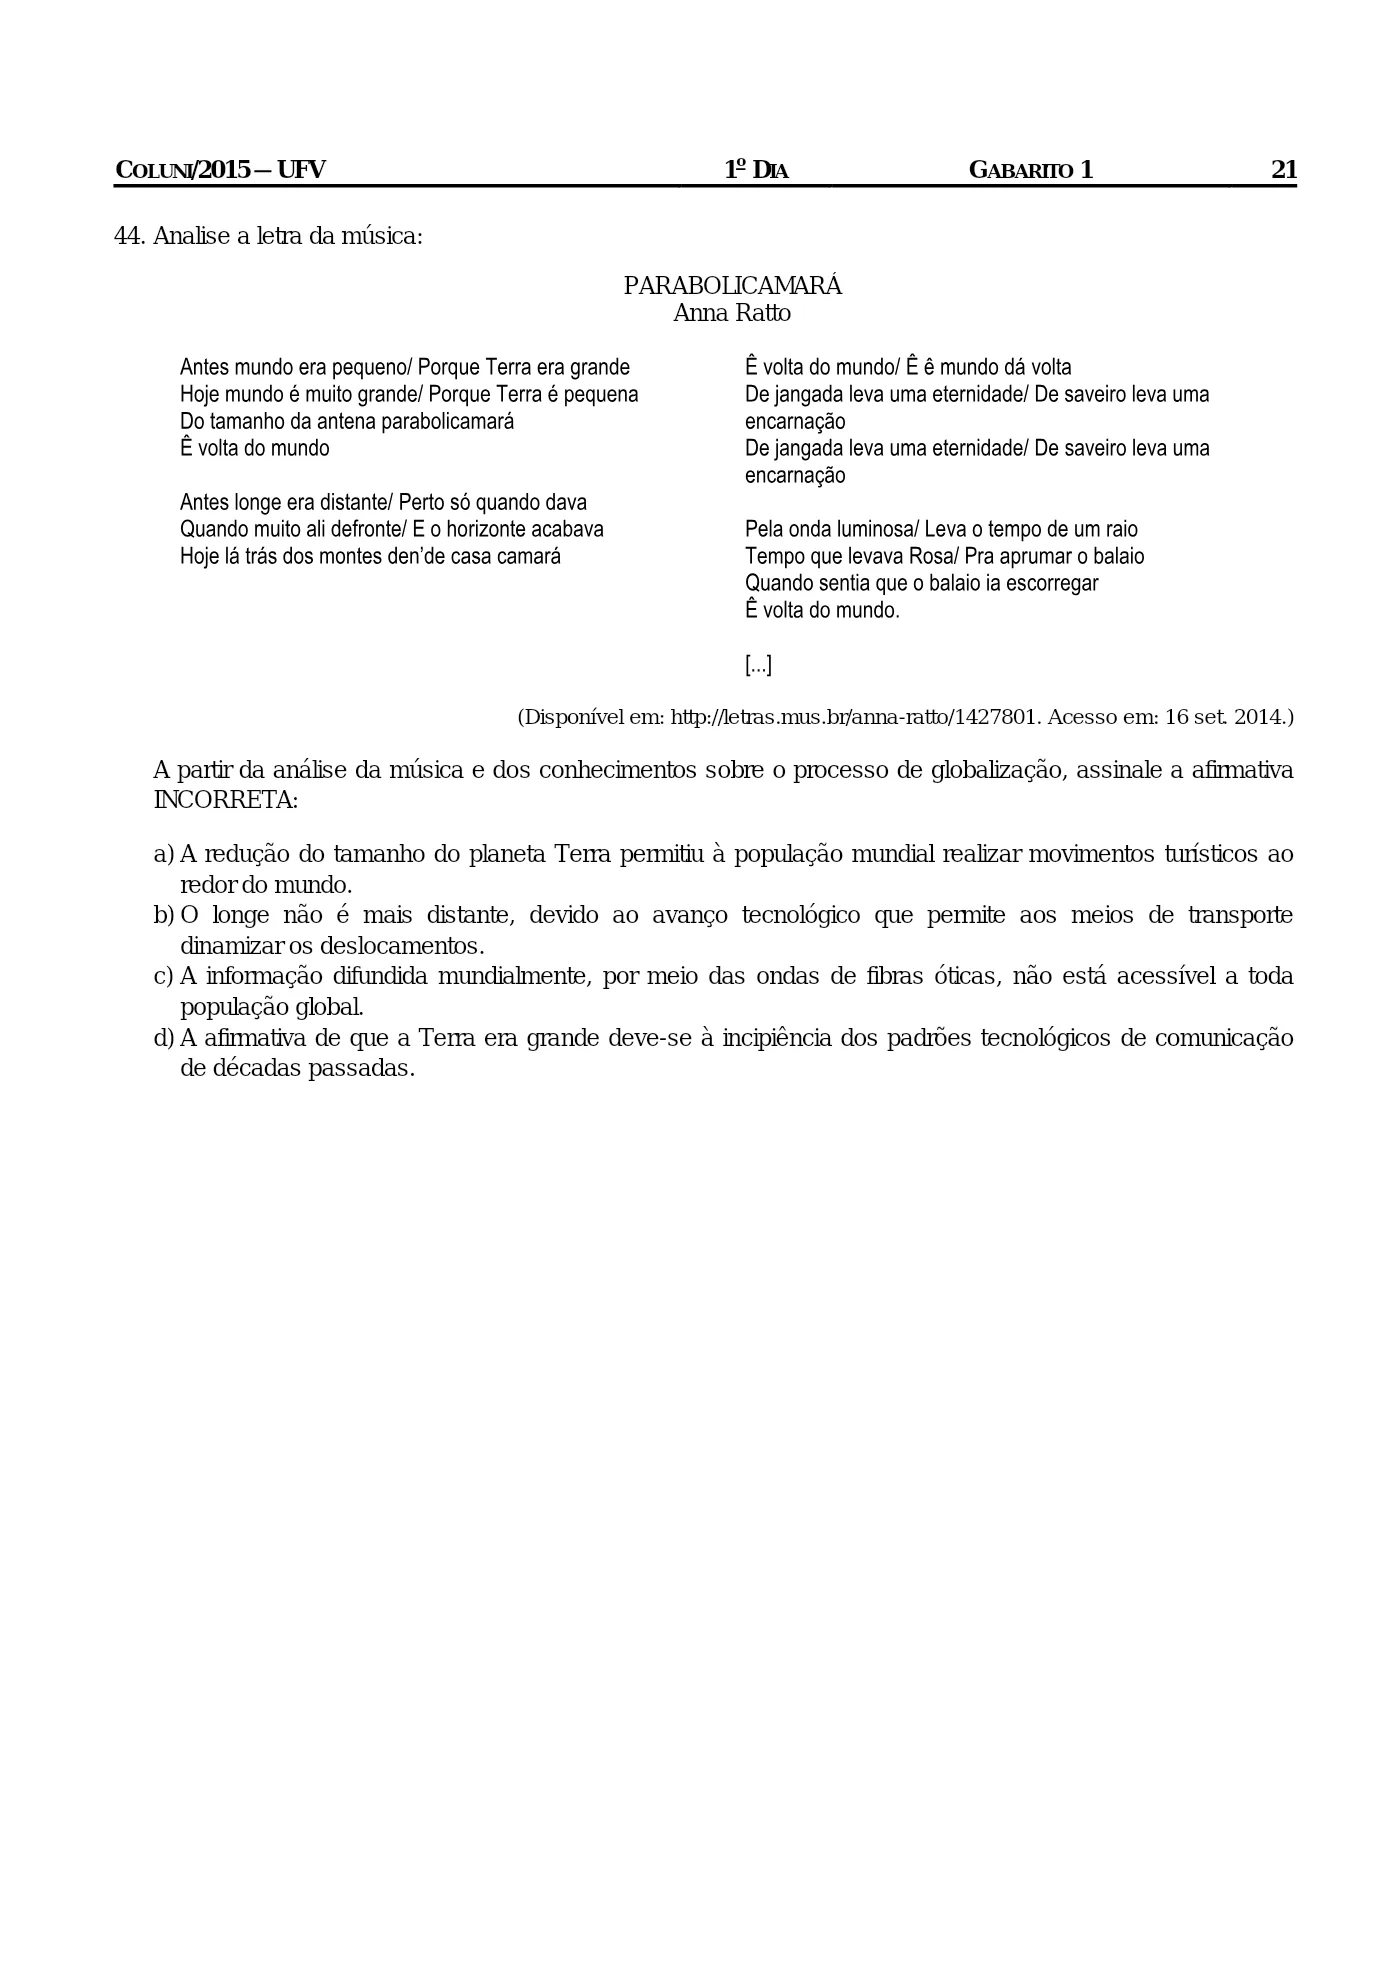 COLUNI/2015 — UFV 1º DIA GABARITO 1 21
44. Analise a letra da música:
PARABOLICAMARÁ
Anna Ratto
Antes mundo era pequeno/ Porque Terra era grande
Hoje mundo é muito grande/ Porque Terra é pequena
Do tamanho da antena parabolicamará
Ê volta do mundo
Antes longe era distante/ Perto só quando dava
Quando muito ali defronte/ E o horizonte acabava
Hoje lá trás dos montes den’de casa camará
Ê volta do mundo/ Ê ê mundo dá volta
De jangada leva uma eternidade/ De saveiro leva uma
encarnação
De jangada leva uma eternidade/ De saveiro leva uma
encarnação
Pela onda luminosa/ Leva o tempo de um raio
Tempo que levava Rosa/ Pra aprumar o balaio
Quando sentia que o balaio ia escorregar
Ê volta do mundo.
[...]
(Disponível em: http://letras.mus.br/anna-ratto/1427801. Acesso em: 16 set. 2014.)
A partir da análise da música e dos conhecimentos sobre o processo de globalização, assinale a afirmativa
INCORRETA:
a) A redução do tamanho do planeta Terra permitiu à população mundial realizar movimentos turísticos ao
redor do mundo.
b) O longe não é mais distante, devido ao avanço tecnológico que permite aos meios de transporte
dinamizar os deslocamentos.
c) A informação difundida mundialmente, por meio das ondas de fibras óticas, não está acessível a toda
população global.
d) A afirmativa de que a Terra era grande deve-se à incipiência dos padrões tecnológicos de comunicação
de décadas passadas.